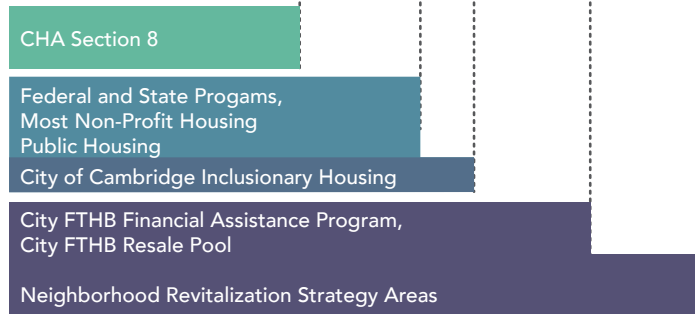 CHA Section 8
Federal and State Progams,
Most Non-Profit Housing
Public Housing
City of Cambridge Inclusionary Housing
City FTHB Financial Assistance Program,
City FTHB Resale Pool
Neighborhood Revitalization Strategy Areas